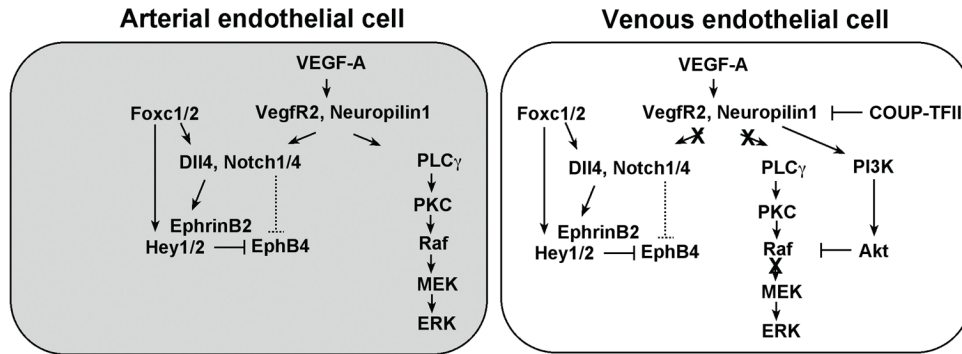 Arterial endothelial cell
VEGF-A
Foxc1/2
VegfR2, Neuropilin1
Dll4, Notch1/4
PLCγ
PKC
EphrinB2
Hey1/2
EphB4
Raf
MEK
ERK
Venous endothelial cell
VEGF-A
Foxc1/2
VegfR2, Neuropilin1
COUP-TFII
X
X
Dll4, Notch1/4
PLCγ
PI3K
PKC
EphrinB2
Hey1/2
EphB4
Raf
Akt
X
MEK
ERK